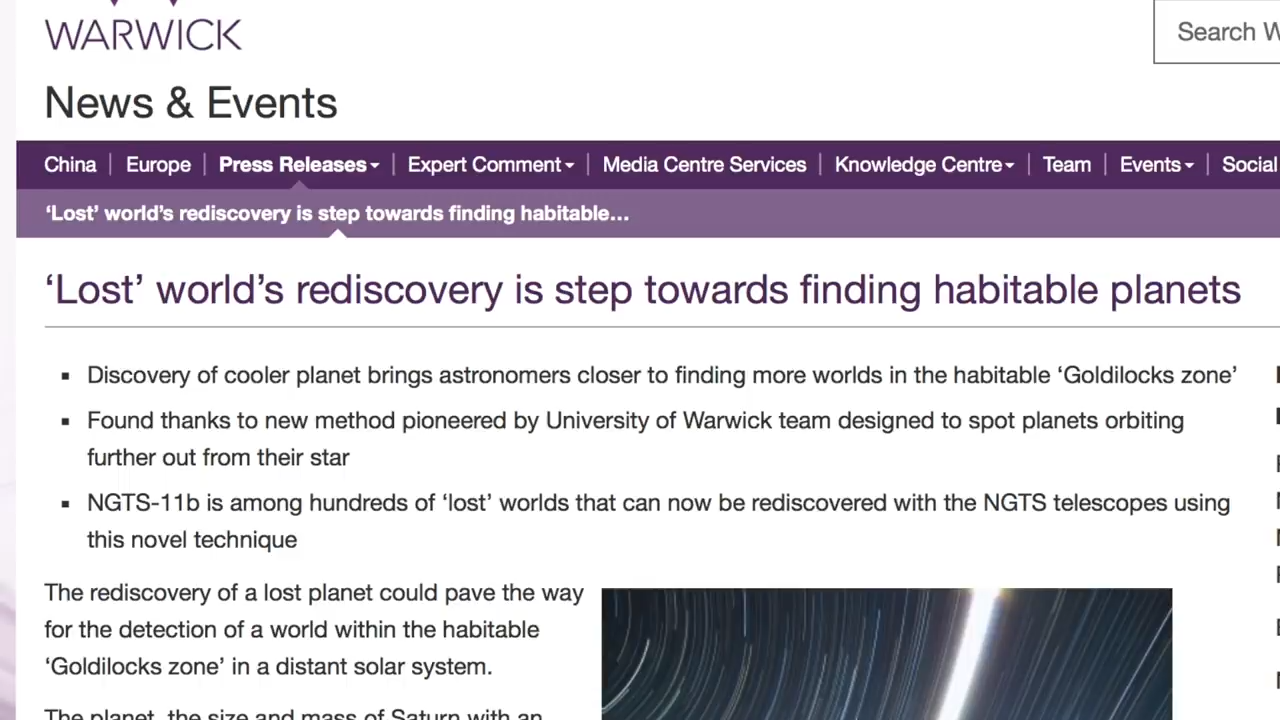 WARWICK
Search W
News & Events
China Europe Press Releases Expert Comment Media Centre Services Knowledge Centre Team Events Social
‘Lost’ world’s rediscovery is step towards finding habitable...
‘Lost’ world’s rediscovery is step towards finding habitable planets
Discovery of cooler planet brings astronomers closer to finding more worlds in the habitable ‘Goldilocks zone’
Found thanks to new method pioneered by University of Warwick team designed to spot planets orbiting
further out from their star
NGTS-11b is among hundreds of ‘lost’ worlds that can now be rediscovered with the NGTS telescopes using
this novel technique
The rediscovery of a lost planet could pave the way
for the detection of a world within the habitable
‘Goldilocks zone’ in a distant solar system.
The planet, the size and mass of Saturn with an